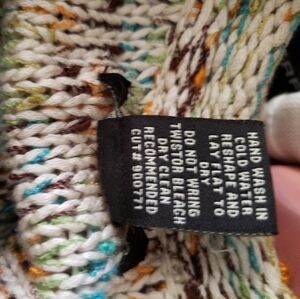 HAND WASH IN
COLD WATER
RESHAPE AND
LAY FLAT TO
DRY
DO NOT WRING
TWISTOR BLEACH
DRY CLEAN
RECOMMENDED
CUT# 960771